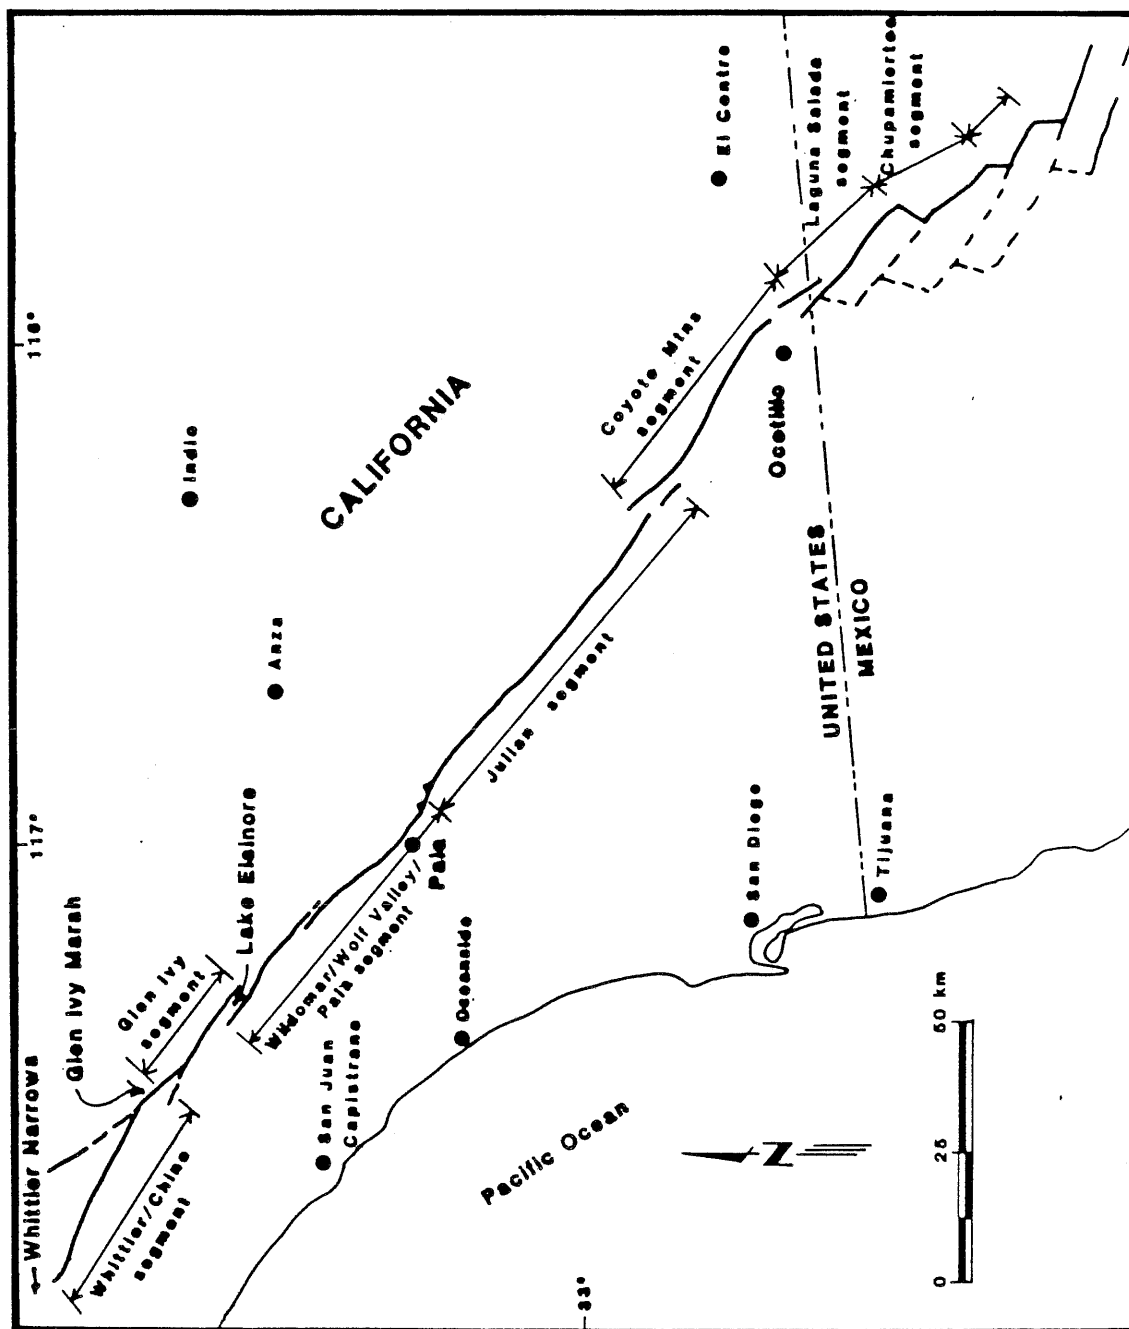 Whittier Narrows
Glen Ivy Marsh
Glen Ivy
segment
Lake Elsinore
Whittier/Chino
segment
Wildomar/Wolf Valley/
Pala segment
San Juan
Capistrano
Oceanside
Pala
Anza
Indio
CALIFORNIA
Julian segment
Coyote Mtns
segment
El Centro
Laguna Salada
segment
Chupamiertos
segment
Ocotillo
UNITED STATES
MEXICO
San Diego
Tijuana
Pacific Ocean
N
0 25 50 km
117°
116°
33°